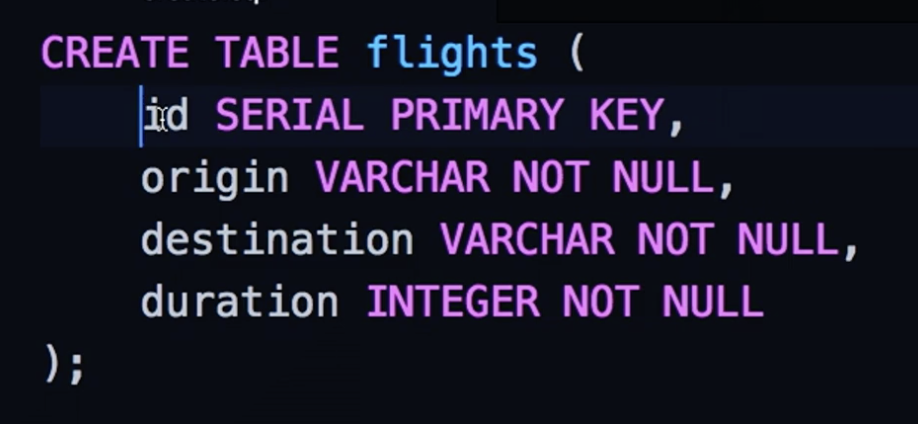 CREATE TABLE flights (
    id SERIAL PRIMARY KEY,
    origin VARCHAR NOT NULL,
    destination VARCHAR NOT NULL,
    duration INTEGER NOT NULL
);